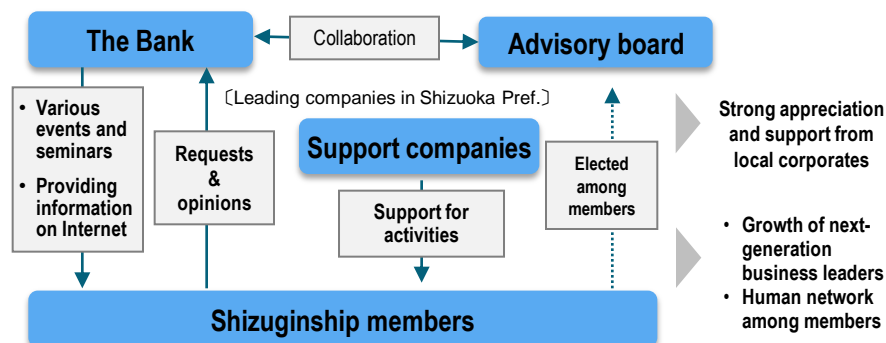 The Bank
Collaboration
Advisory board
• Various
events and
seminars
• Providing
information
on Internet
Requests
&
opinions
〔Leading companies in Shizuoka Pref.〕
Support companies
Support for
activities
Elected
among
members
Strong appreciation
and support from
local corporates
• Growth of next-
generation
business leaders
• Human network
among members
Shizuginship members